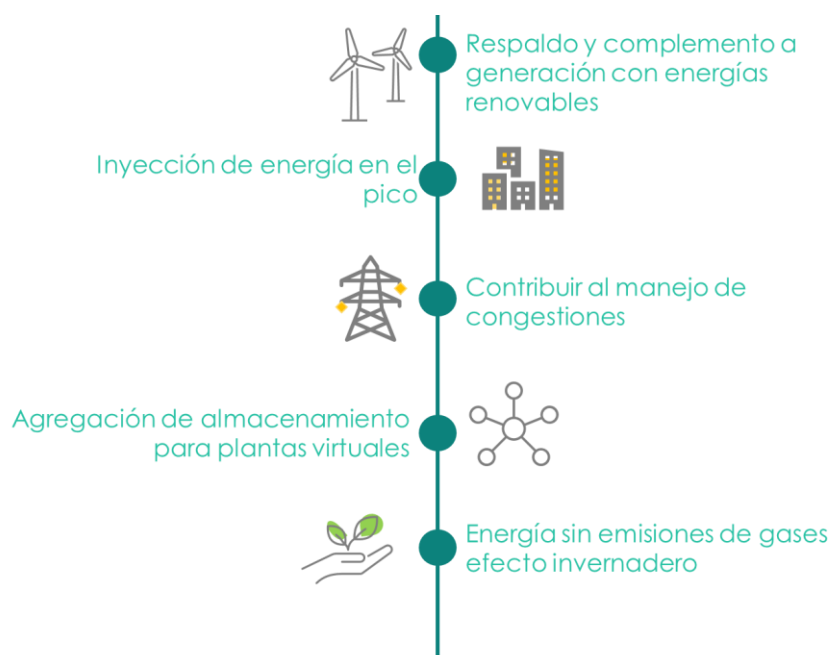 Respaldo y complemento a
generación con energías
renovables
Inyección de energía en el
pico
Contribuir al manejo de
congestiones
Agregación de almacenamiento
para plantas virtuales
Energía sin emisiones de gases
efecto invernadero